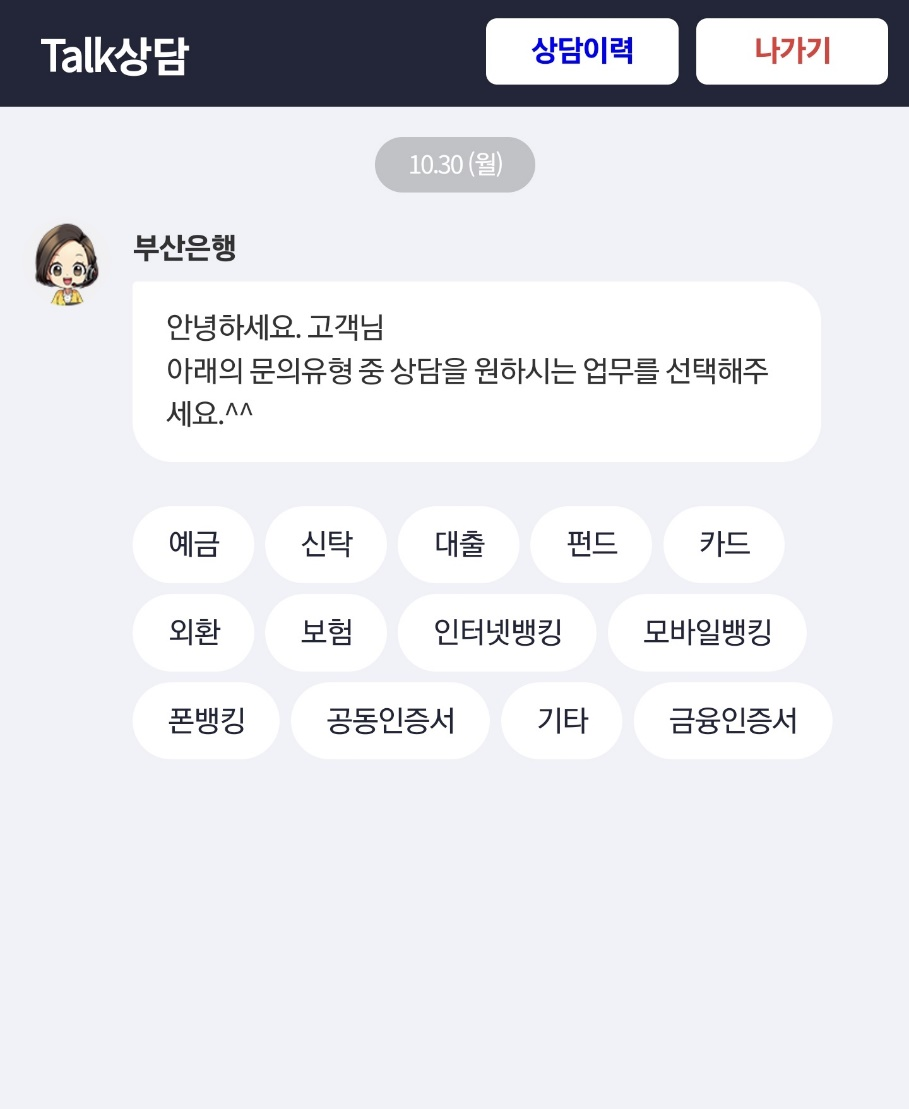 Talk상담 상담이력 나가기
10.30 (월)
부산은행
안녕하세요. 고객님
아래의 문의유형 중 상담을 원하시는 업무를 선택해주
세요.^^
예금 신탁 대출 펀드 카드
외환 보험 인터넷뱅킹 모바일뱅킹
폰뱅킹 공동인증서 기타 금융인증서